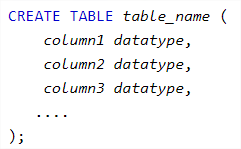 CREATE TABLE table_name (
column1 datatype,
column2 datatype,
column3 datatype,
....
);